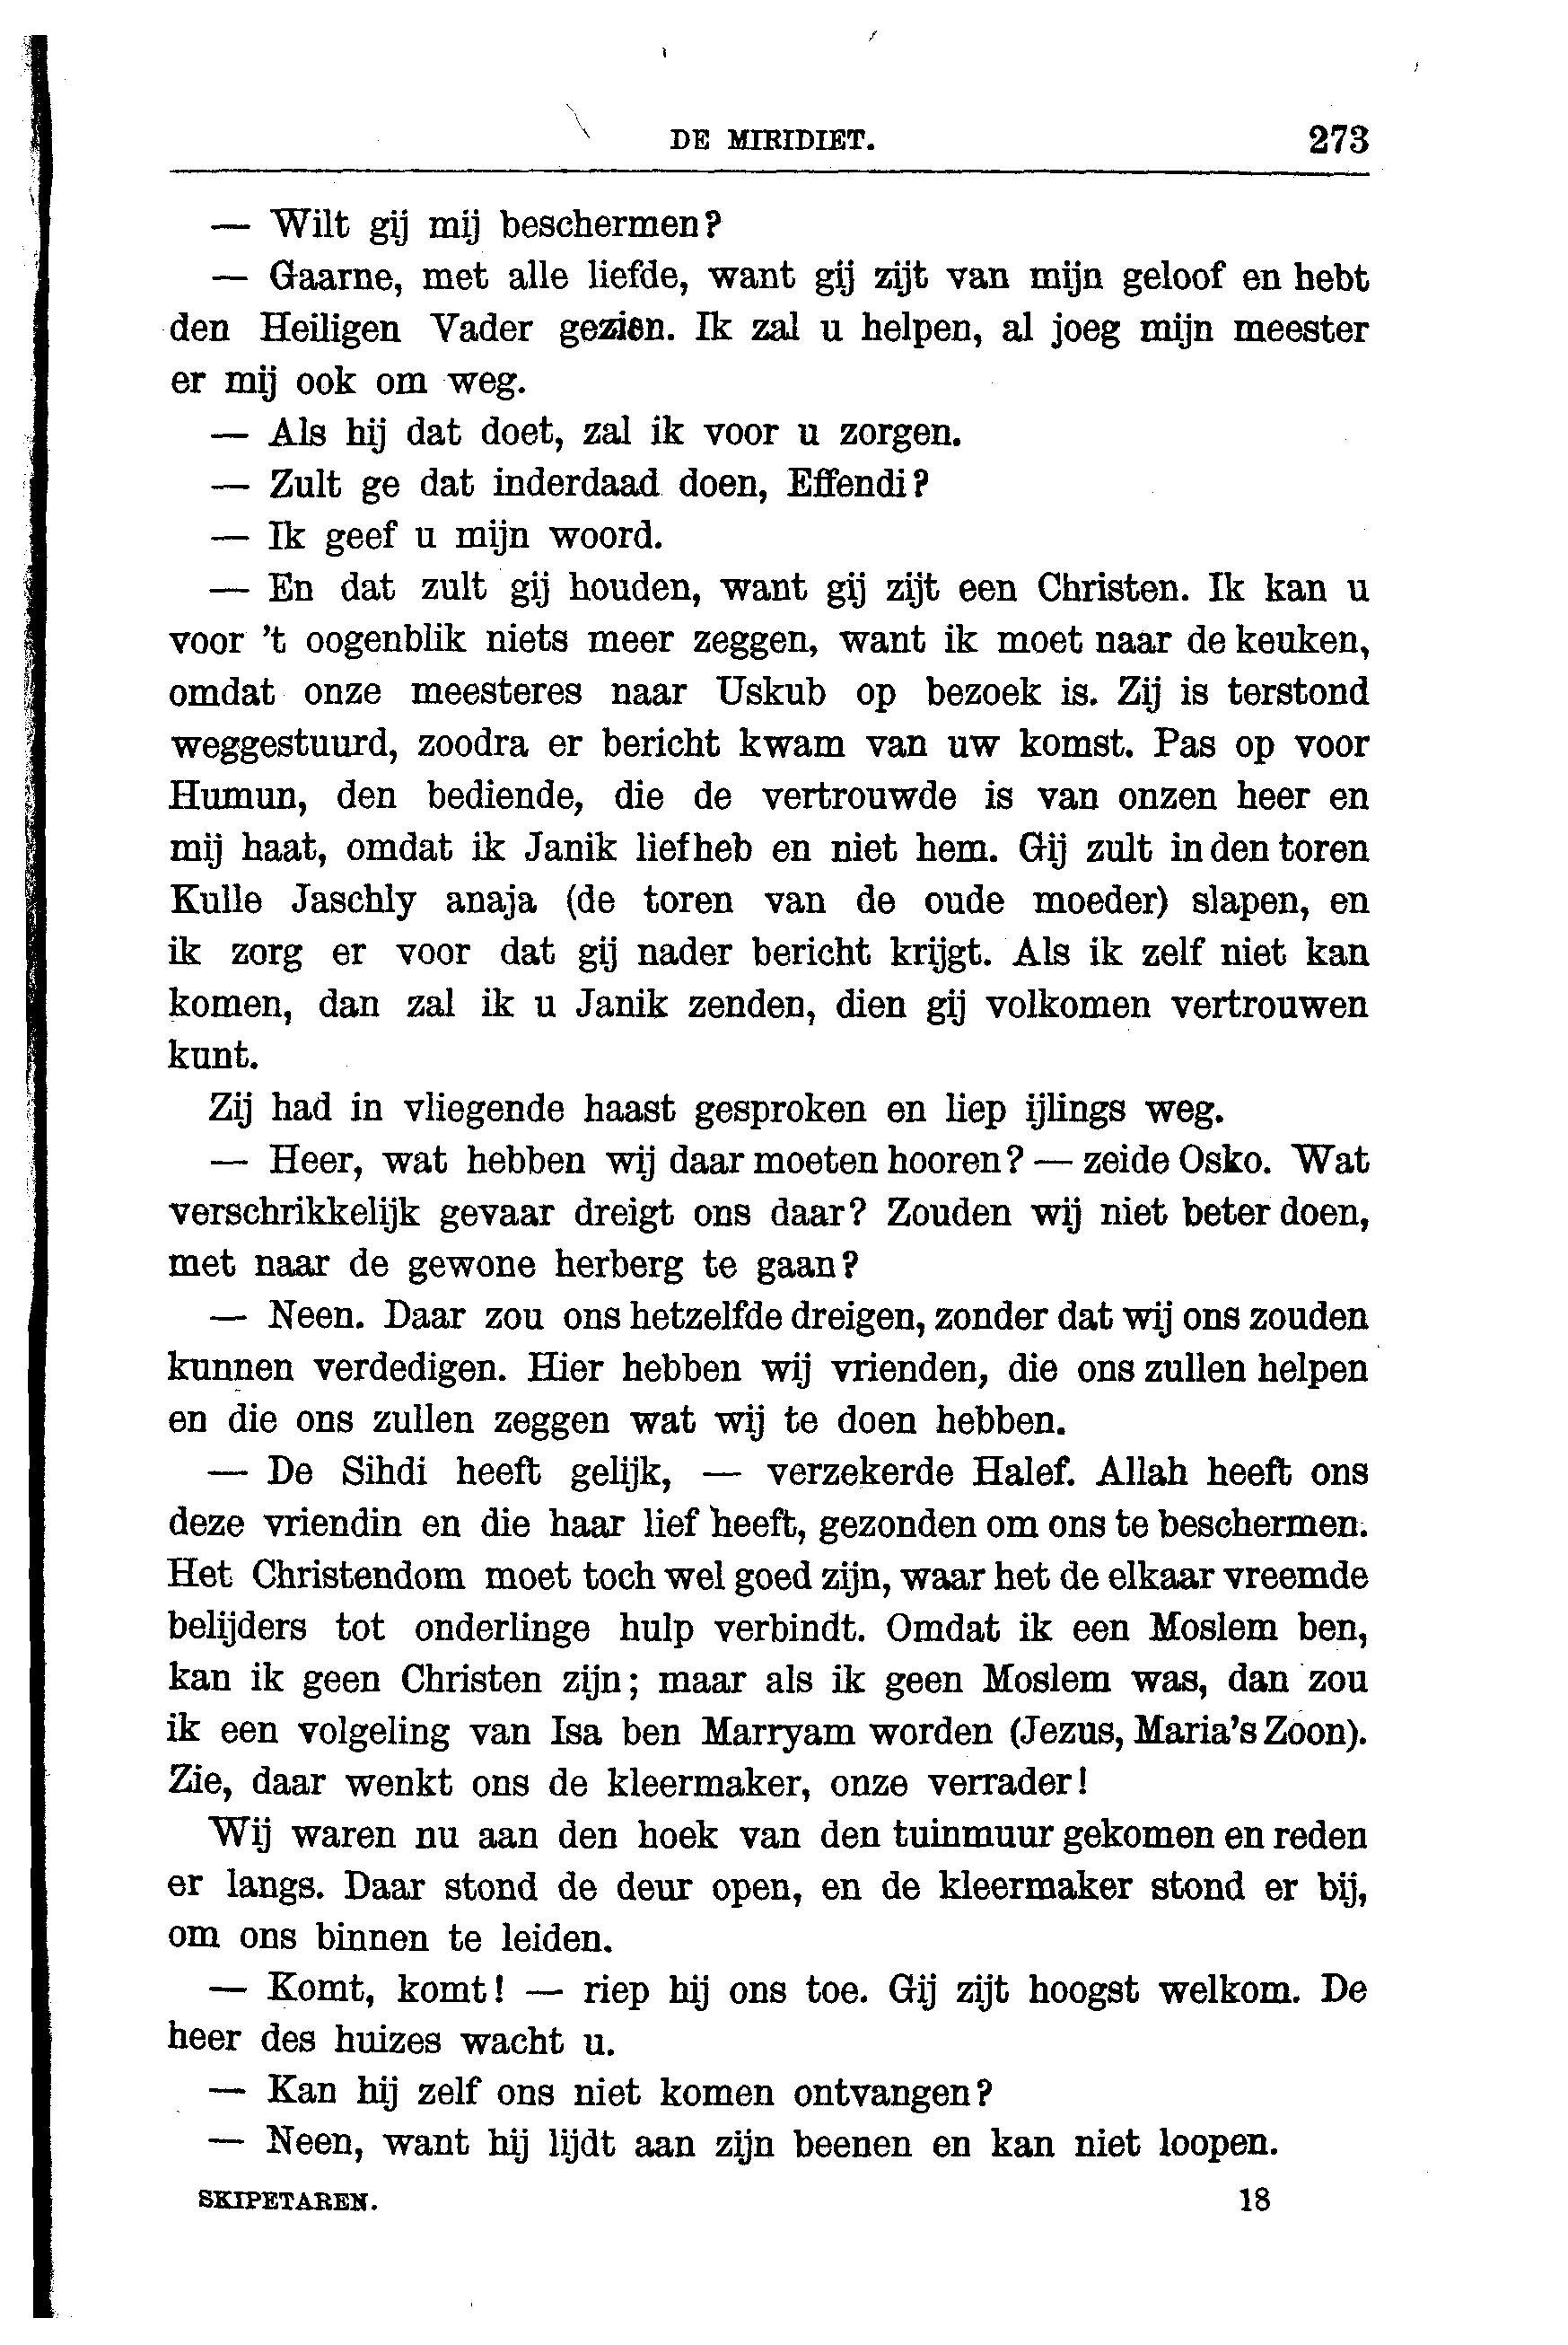 DE MIRIDIET. 273
— Wilt gij mij beschermen?
— Gaarne, met alle liefde, want gij zijt van mijn geloof en hebt
den Heiligen Vader gezien. Ik zal u helpen, al joeg mijn meester
er mij ook om weg.
— Als hij dat doet, zal ik voor u zorgen.
— Zult ge dat inderdaad doen, Effendi?
— Ik geef u mijn woord.
— En dat zult gij houden, want gij zijt een Christen. Ik kan u
voor 't oogenblik niets meer zeggen, want ik moet naar de keuken,
omdat onze meesteres naar Uskub op bezoek is. Zij is terstond
weggestuurd, zoodra er bericht kwam van uw komst. Pas op voor
Humun, den bediende, die de vertrouwde is van onzen heer en
mij haat, omdat ik Janik liefheb en niet hem. Gij zult in den toren
Kulle Jaschly anaja (de toren van de oude moeder) slapen, en
ik zorg er voor dat gij nader bericht krijgt. Als ik zelf niet kan
komen, dan zal ik u Janik zenden, dien gij volkomen vertrouwen
kunt.
Zij had in vliegende haast gesproken en liep ijlings weg.
— Heer, wat hebben wij daar moeten hooren? — zeide Osko. Wat
verschrikkelijk gevaar dreigt ons daar? Zouden wij niet beter doen,
met naar de gewone herberg te gaan?
— Neen. Daar zou ons hetzelfde dreigen, zonder dat wij ons zouden
kunnen verdedigen. Hier hebben wij vrienden, die ons zullen helpen
en die ons zullen zeggen wat wij te doen hebben.
— De Sihdi heeft gelijk, — verzekerde Halef. Allah heeft ons
deze vriendin en die haar lief heeft, gezonden om ons te beschermen.
Het Christendom moet toch wel goed zijn, waar het de elkaar vreemde
belijders tot onderlinge hulp verbindt. Omdat ik een Moslem ben,
kan ik geen Christen zijn; maar als ik geen Moslem was, dan zou
ik een volgeling van Isa ben Marryam worden (Jezus, Maria's Zoon).
Zie, daar wenkt ons de kleermaker, onze verrader!
Wij waren nu aan den hoek van den tuinmuur gekomen en reden
er langs. Daar stond de deur open, en de kleermaker stond er bij,
om ons binnen te leiden.
— Komt, komt! — riep hij ons toe. Gij zijt hoogst welkom. De
heer des huizes wacht u.
— Kan hij zelf ons niet komen ontvangen?
— Neen, want hij lijdt aan zijn beenen en kan niet loopen.
SKIPETAREN. 18